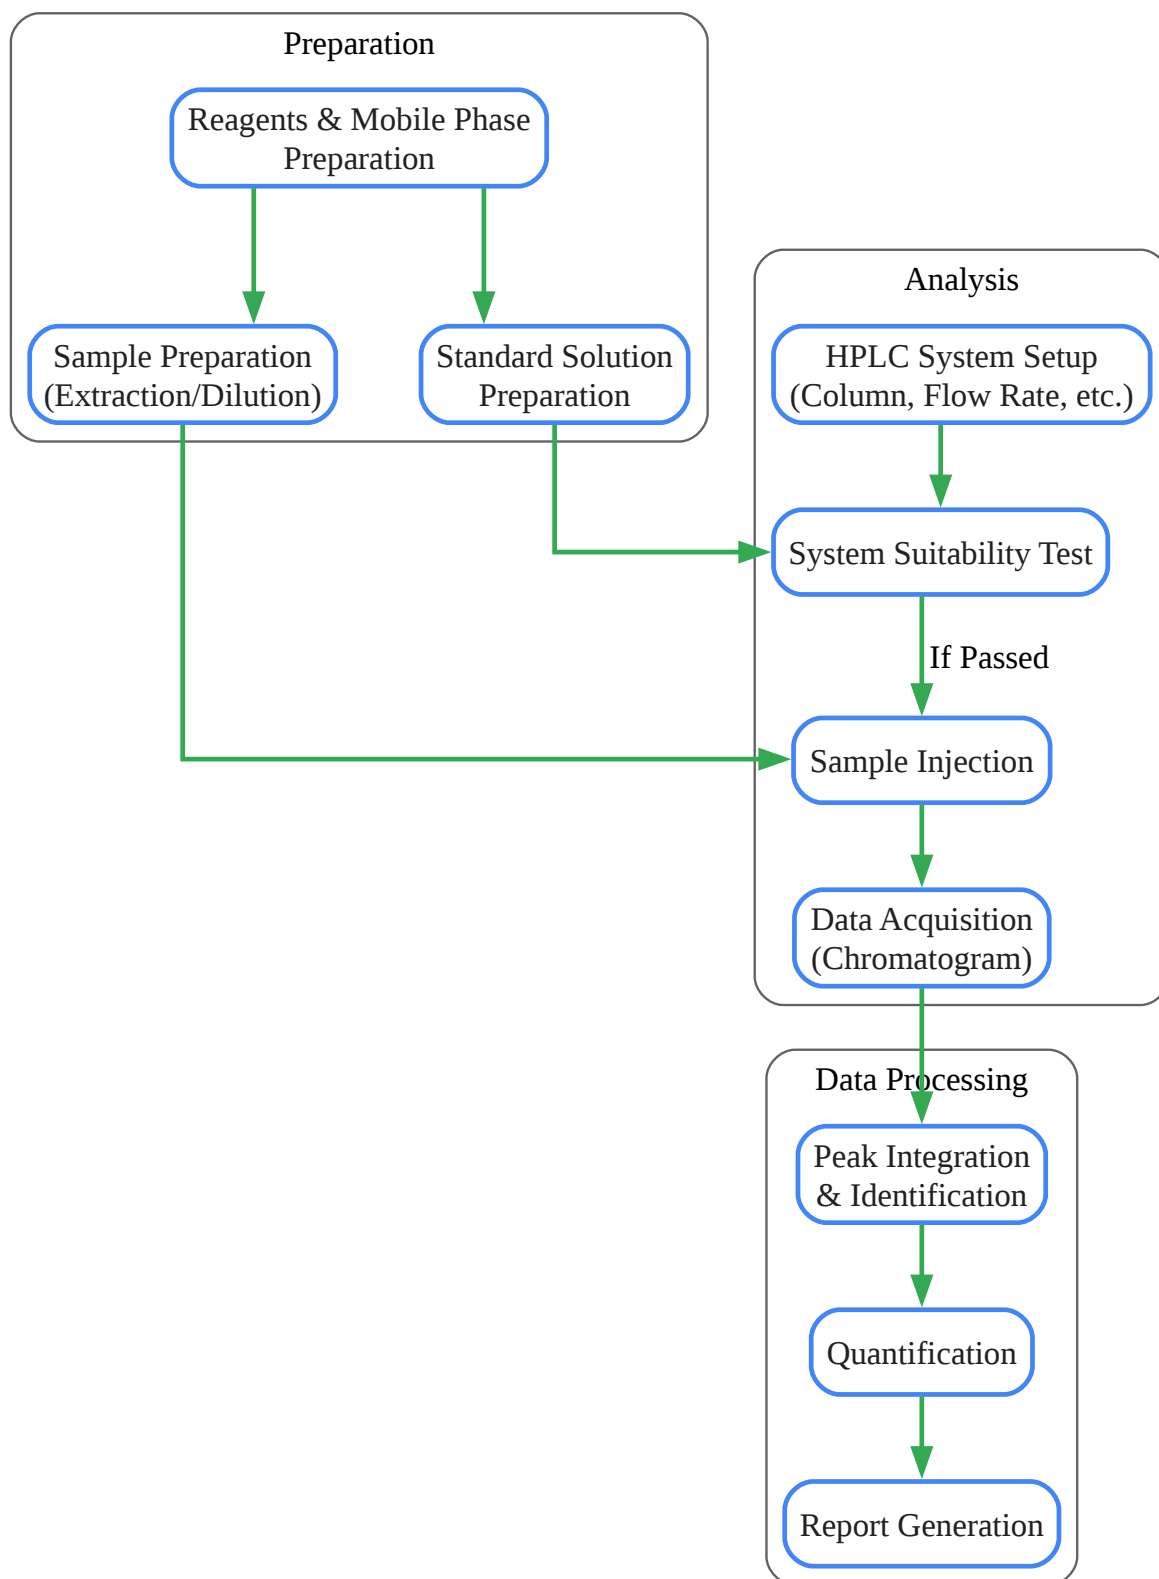 Preparation
Reagents & Mobile Phase
Preparation
Sample Preparation
(Extraction/Dilution)
Standard Solution
Preparation
Analysis
HPLC System Setup
(Column, Flow Rate, etc.)
System Suitability Test
If Passed
Sample Injection
Data Acquisition
(Chromatogram)
Data Processing
Peak Integration
& Identification
Quantification
Report Generation